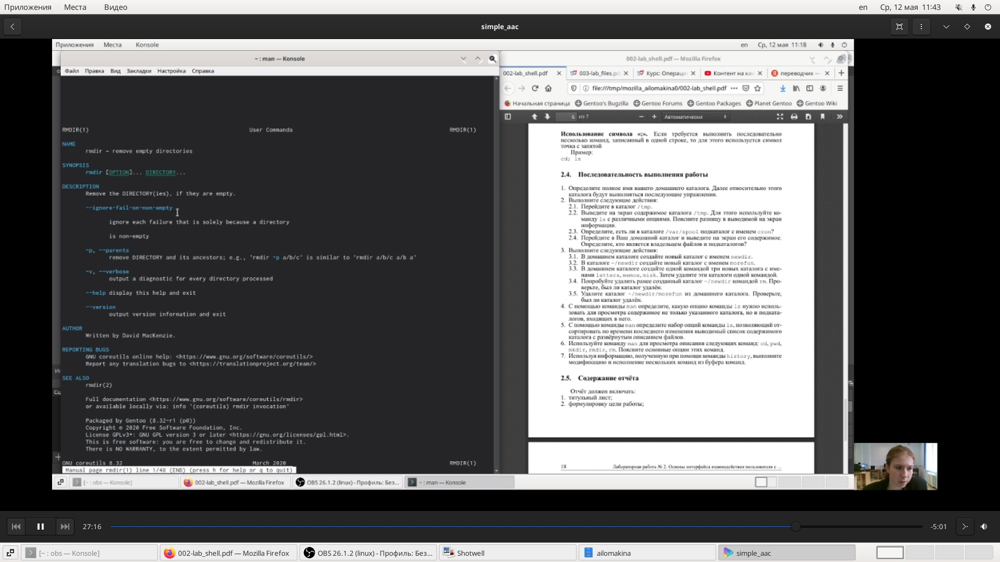 Приложения Места Видео en Ср, 12 мая 11:43
simple_aac
Приложения Места Konsole en Ср, 12 мая 11:18
~ : man — Konsole
Файл Правка Вид Закладки Настройка Справка
RMDIR(1) User Commands RMDIR(1)
NAME
rmdir - remove empty directories
SYNOPSIS
rmdir [OPTION]... DIRECTORY...
DESCRIPTION
Remove the DIRECTORY(ies), if they are empty.
--ignore-fail-on-non-empty
ignore each failure that is solely because a directory
is non-empty
-p, --parents
remove DIRECTORY and its ancestors; e.g., 'rmdir -p a/b/c' is similar to 'rmdir a/b/c a/b a'
-v, --verbose
output a diagnostic for every directory processed
--help display this help and exit
--version
output version information and exit
AUTHOR
Written by David MacKenzie.
REPORTING BUGS
GNU coreutils online help: <https://www.gnu.org/software/coreutils/>
Report any translation bugs to <https://translationproject.org/team/>
SEE ALSO
rmdir(2)
Full documentation <https://www.gnu.org/software/coreutils/rmdir>
or available locally via: info '(coreutils) rmdir invocation'
Packaged by Gentoo (8.32-r1 (p0))
Copyright © 2020 Free Software Foundation, Inc.
License GPLv3+: GNU GPL version 3 or later <https://gnu.org/licenses/gpl.html>.
This is free software: you are free to change and redistribute it.
There is NO WARRANTY, to the extent permitted by law.
GNU coreutils 8.32 March 2020 RMDIR(1)
Manual page rmdir(1) line 1/48 (END) (press h for help or q to quit)
002-lab_shell.pdf — Mozilla Firefox
002-lab_shell.pdf 003-lab_files.pd Курс: Операци Контент на кан переводчик —
file:///tmp/mozilla_ailomakina0/002-lab_shell.pdf
Начальная страница Gentoo's Bugzilla Gentoo Forums Gentoo Packages Planet Gentoo Gentoo Wiki
6 из 7 Автоматически
Использование символа «;». Если требуется выполнить последовательно
несколько команд, записанный в одной строке, то для этого используется символ
точка с запятой
Пример:
cd; ls
2.4. Последовательность выполнения работы
1. Определите полное имя вашего домашнего каталога. Далее относительно этого
каталога будут выполняться последующие упражнения.
2. Выполните следующие действия:
2.1. Перейдите в каталог /tmp.
2.2. Выведите на экран содержимое каталога /tmp. Для этого используйте ко-
манду ls с различными опциями. Поясните разницу в выводимой на экран
информации.
2.3. Определите, есть ли в каталоге /var/spool подкаталог с именем cron?
2.4. Перейдите в Ваш домашний каталог и выведите на экран его содержимое.
Определите, кто является владельцем файлов и подкаталогов?
3. Выполните следующие действия:
3.1. В домашнем каталоге создайте новый каталог с именем newdir.
3.2. В каталоге ~/newdir создайте новый каталог с именем morefun.
3.3. В домашнем каталоге создайте одной командой три новых каталога с име-
нами letters, memos, misk. Затем удалите эти каталоги одной командой.
3.4. Попробуйте удалить ранее созданный каталог ~/newdir командой rm. Про-
верьте, был ли каталог удалён.
3.5. Удалите каталог ~/newdir/morefun из домашнего каталога. Проверьте,
был ли каталог удалён.
4. С помощью команды man определите, какую опцию команды ls нужно исполь-
зовать для просмотра содержимое не только указанного каталога, но и подката-
логов, входящих в него.
5. С помощью команды man определите набор опций команды ls, позволяющий от-
сортировать по времени последнего изменения выводимый список содержимого
каталога с развёрнутым описанием файлов.
6. Используйте команду man для просмотра описания следующих команд: cd, pwd,
mkdir, rmdir, rm. Поясните основные опции этих команд.
7. Используя информацию, полученную при помощи команды history, выполните
модификацию и исполнение нескольких команд из буфера команд.
2.5. Содержание отчёта
Отчёт должен включать:
1. титульный лист;
2. формулировку цели работы;
18 Лабораторная работа № 2. Основы интерфейса взаимодействия пользователя с ...
[~ : obs — Konsole] 002-lab_shell.pdf — Mozilla Firefox OBS 26.1.2 (linux) - Профиль: Без... ~ : man — Konsole
27:16 -5:01
[~ : obs — Konsole] 002-lab_shell.pdf — Mozilla Firefox OBS 26.1.2 (linux) - Профиль: Без... Shotwell ailomakina simple_aac